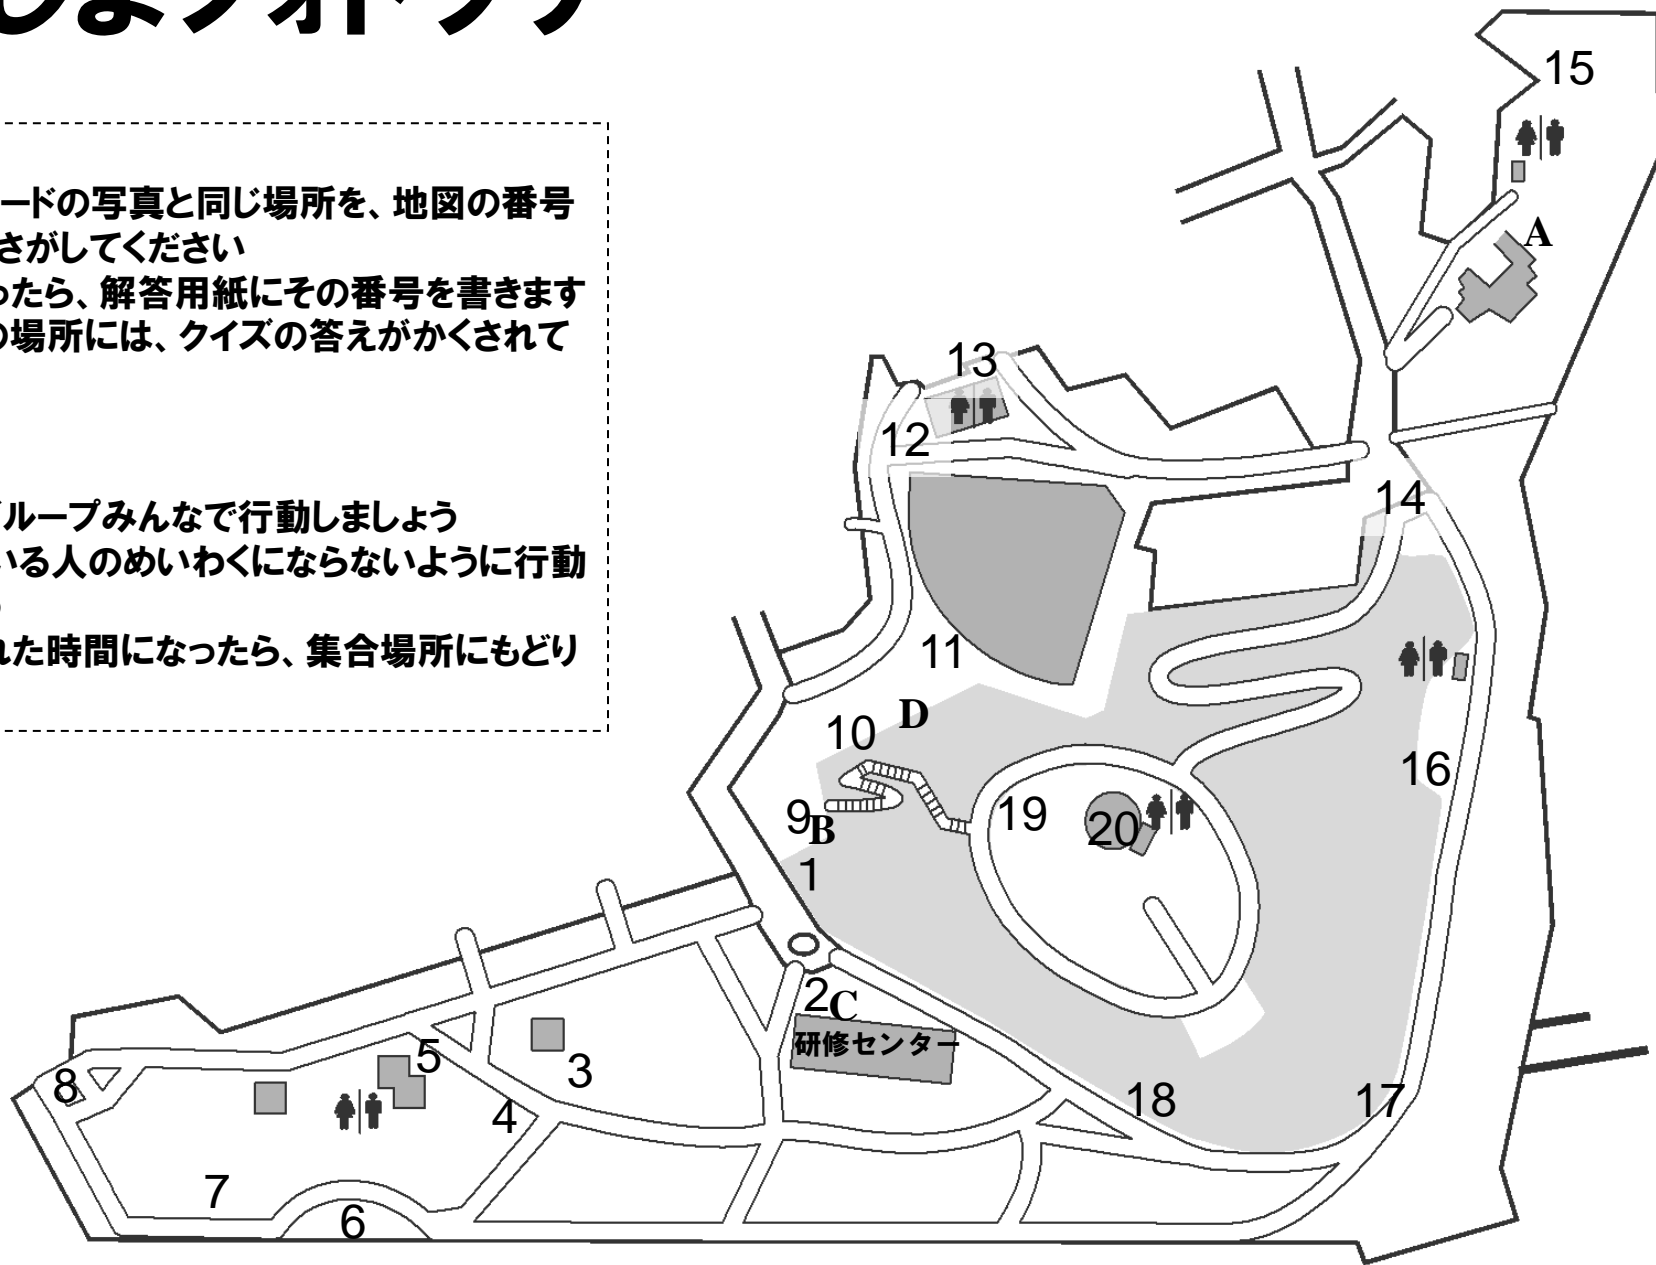 しまフォトラリ
ードの写真と同じ場所を、地図の番号
さがしてください
ったら、解答用紙にその番号を書きます
の場所には、クイズの答えがかくされて
グループみんなで行動しましょう
いる人のめいわくにならないように行動
れた時間になったら、集合場所にもどり
15
A
13
12
14
11
D
10
16
9
B
19
20
1
2
C
研修センター
5
3
8
4
18
17
7
6